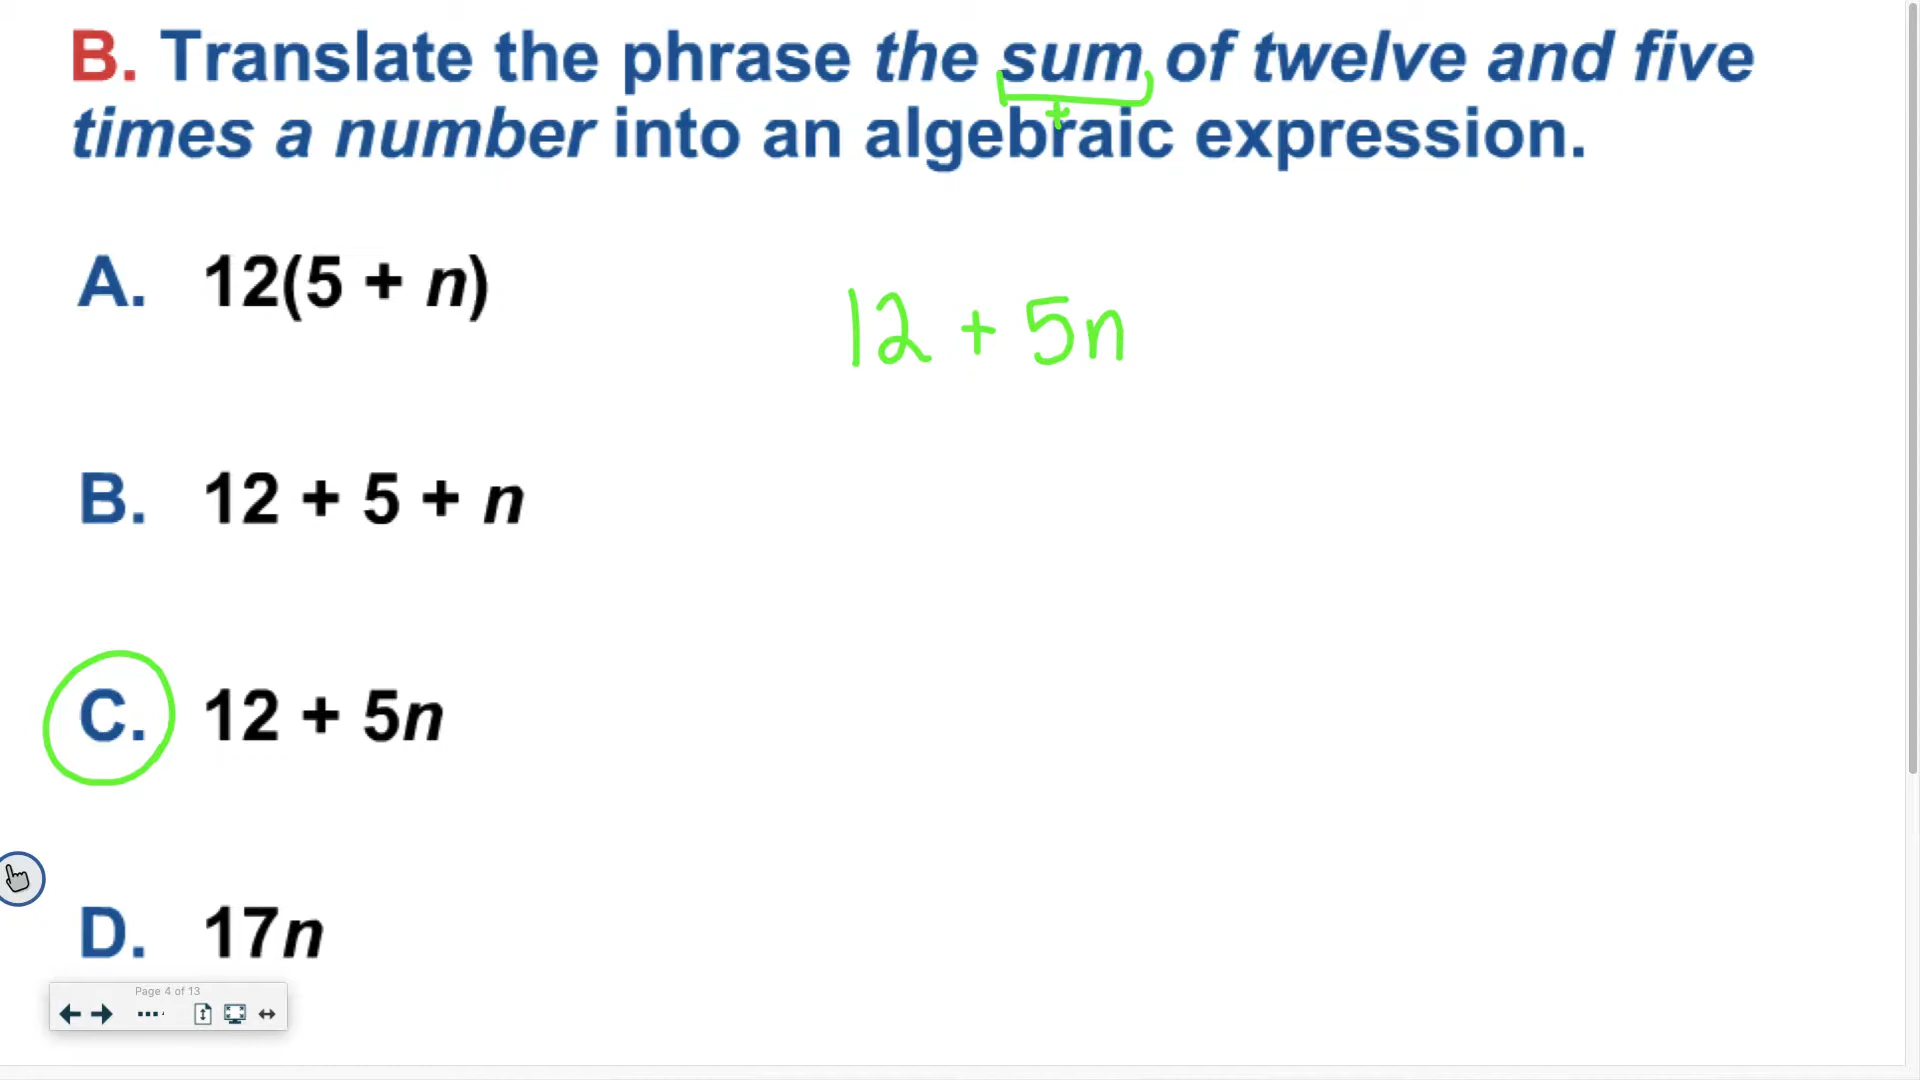 B. Translate the phrase the sum of twelve and five
+
times a number into an algebraic expression.
A. 12(5 + n)
12 + 5n
B. 12 + 5 + n
C. 12 + 5n
D. 17n
Page 4 of 13